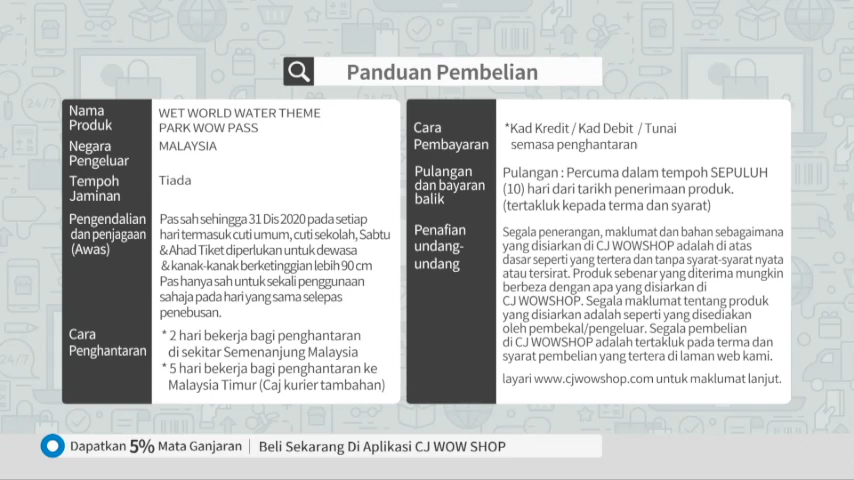 Panduan Pembelian
Nama
Produk
WET WORLD WATER THEME
PARK WOW PASS
Negara
Pengeluar
MALAYSIA
Tempoh
Jaminan
Tiada
Pengendalian
dan penjagaan
(Awas)
Pas sah sehingga 31 Dis 2020 pada setiap
hari termasuk cuti umum, cuti sekolah, Sabtu
& Ahad Tiket diperlukan untuk dewasa
& kanak-kanak berketinggian lebih 90 cm
Pas hanya sah untuk sekali penggunaan
sahaja pada hari yang sama selepas
penebusan.
Cara
Penghantaran
* 2 hari bekerja bagi penghantaran
di sekitar Semenanjung Malaysia
* 5 hari bekerja bagi penghantaran ke
Malaysia Timur (Caj kurier tambahan)
Cara
Pembayaran
*Kad Kredit / Kad Debit / Tunai
semasa penghantaran
Pulangan
dan bayaran
balik
Pulangan : Percuma dalam tempoh SEPULUH
(10) hari dari tarikh penerimaan produk.
(tertakluk kepada terma dan syarat)
Penafian
undang-
undang
Segala penerangan, maklumat dan bahan sebagaimana
yang disiarkan di CJ WOWSHOP adalah di atas
dasar seperti yang tertera dan tanpa syarat-syarat nyata
atau tersirat. Produk sebenar yang diterima mungkin
berbeza dengan apa yang disiarkan di
CJ WOWSHOP. Segala maklumat tentang produk
yang disiarkan adalah seperti yang disediakan
oleh pembekal/pengeluar. Segala pembelian
di CJ WOWSHOP adalah tertakluk pada terma dan
syarat pembelian yang tertera di laman web kami.
layari www.cjwowshop.com untuk maklumat lanjut.
Dapatkan 5% Mata Ganjaran | Beli Sekarang Di Aplikasi CJ WOW SHOP